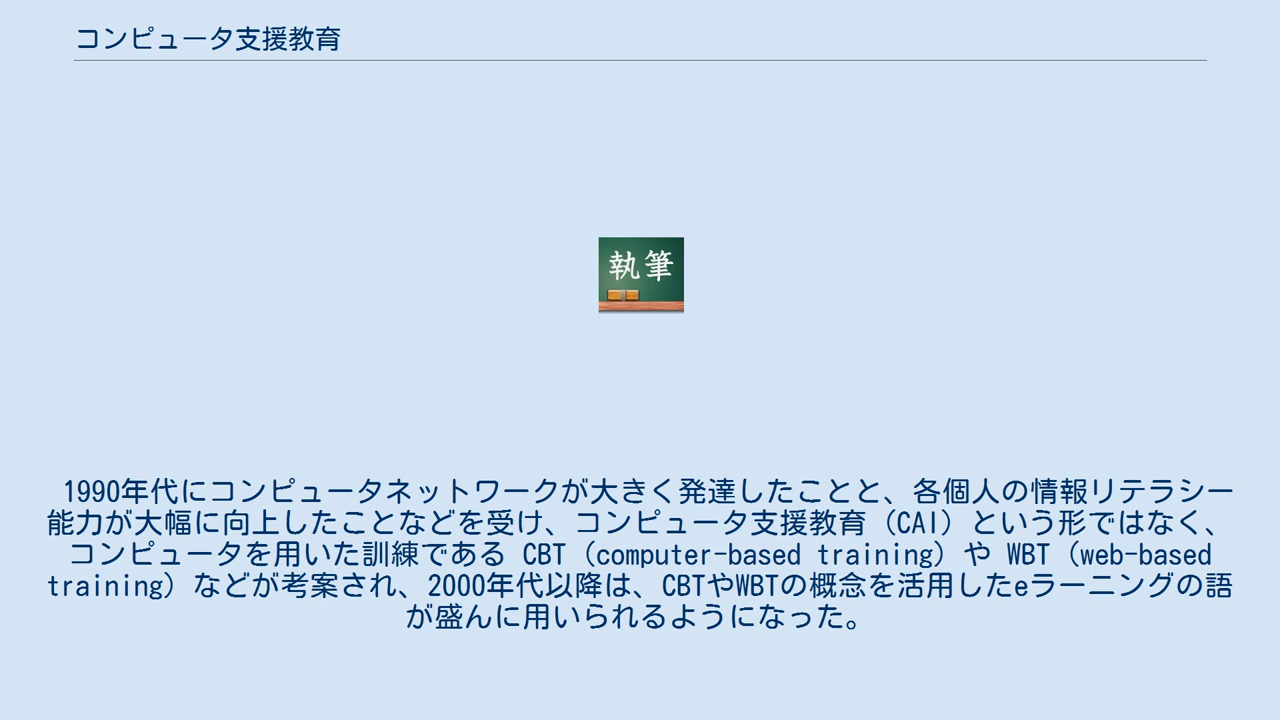 コンピュータ支援教育
執筆
1990年代にコンピュータネットワークが大きく発達したことと、各個人の情報リテラシー
能力が大幅に向上したことなどを受け、コンピュータ支援教育（CAI）という形ではなく、
コンピュータを用いた訓練である CBT（computer-based training）や WBT（web-based
training）などが考案され、2000年代以降は、CBTやWBTの概念を活用したeラーニングの語
が盛んに用いられるようになった。